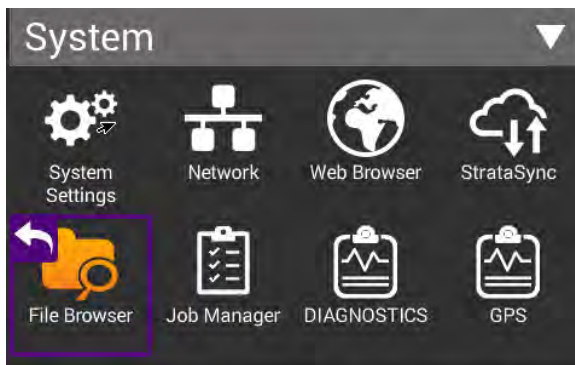 System
System
Settings
Network
Web Browser
StrataSync
File Browser
Job Manager
DIAGNOSTICS
GPS